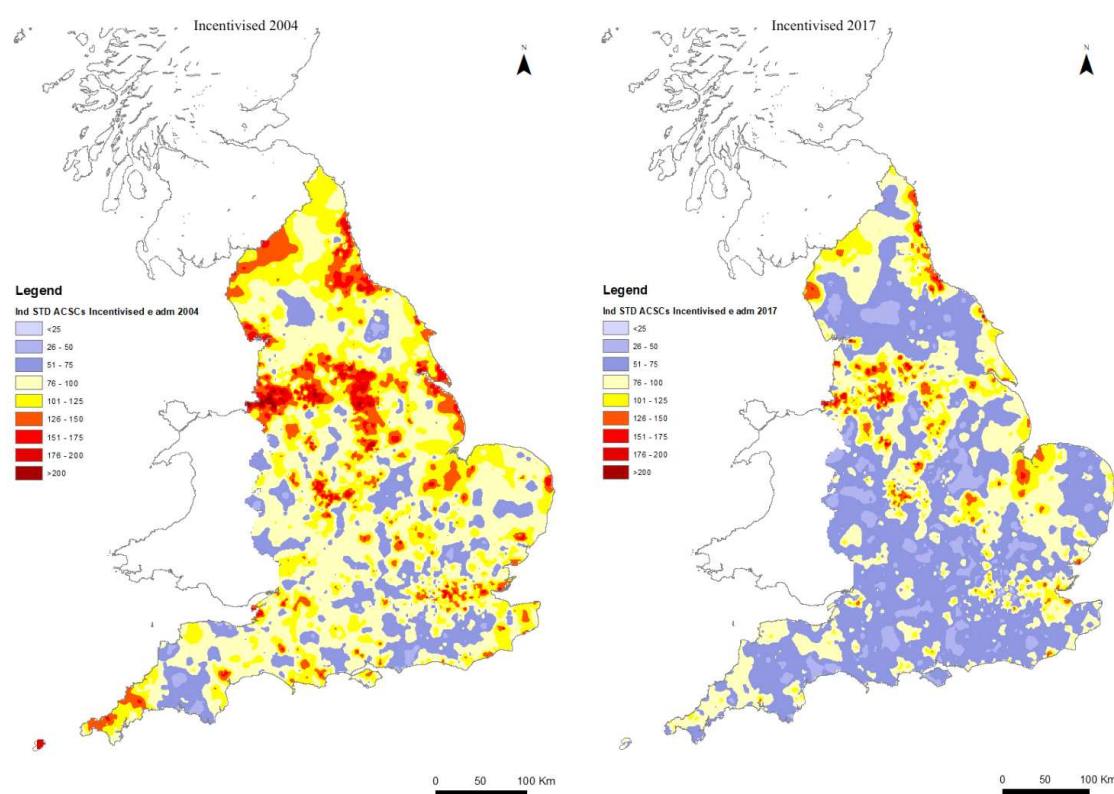 Incentivised 2004
N
Legend
Ind STD ACSCs Incentivised e adm 2004
<25
26 - 50
51 - 75
76 - 100
101 - 125
126 - 150
151 - 175
176 - 200
>200
0 50 100 Km
Incentivised 2017
N
Legend
Ind STD ACSCs Incentivised e adm 2017
<25
26 - 50
51 - 75
76 - 100
101 - 125
126 - 150
151 - 175
176 - 200
>200
0 50 100 Km